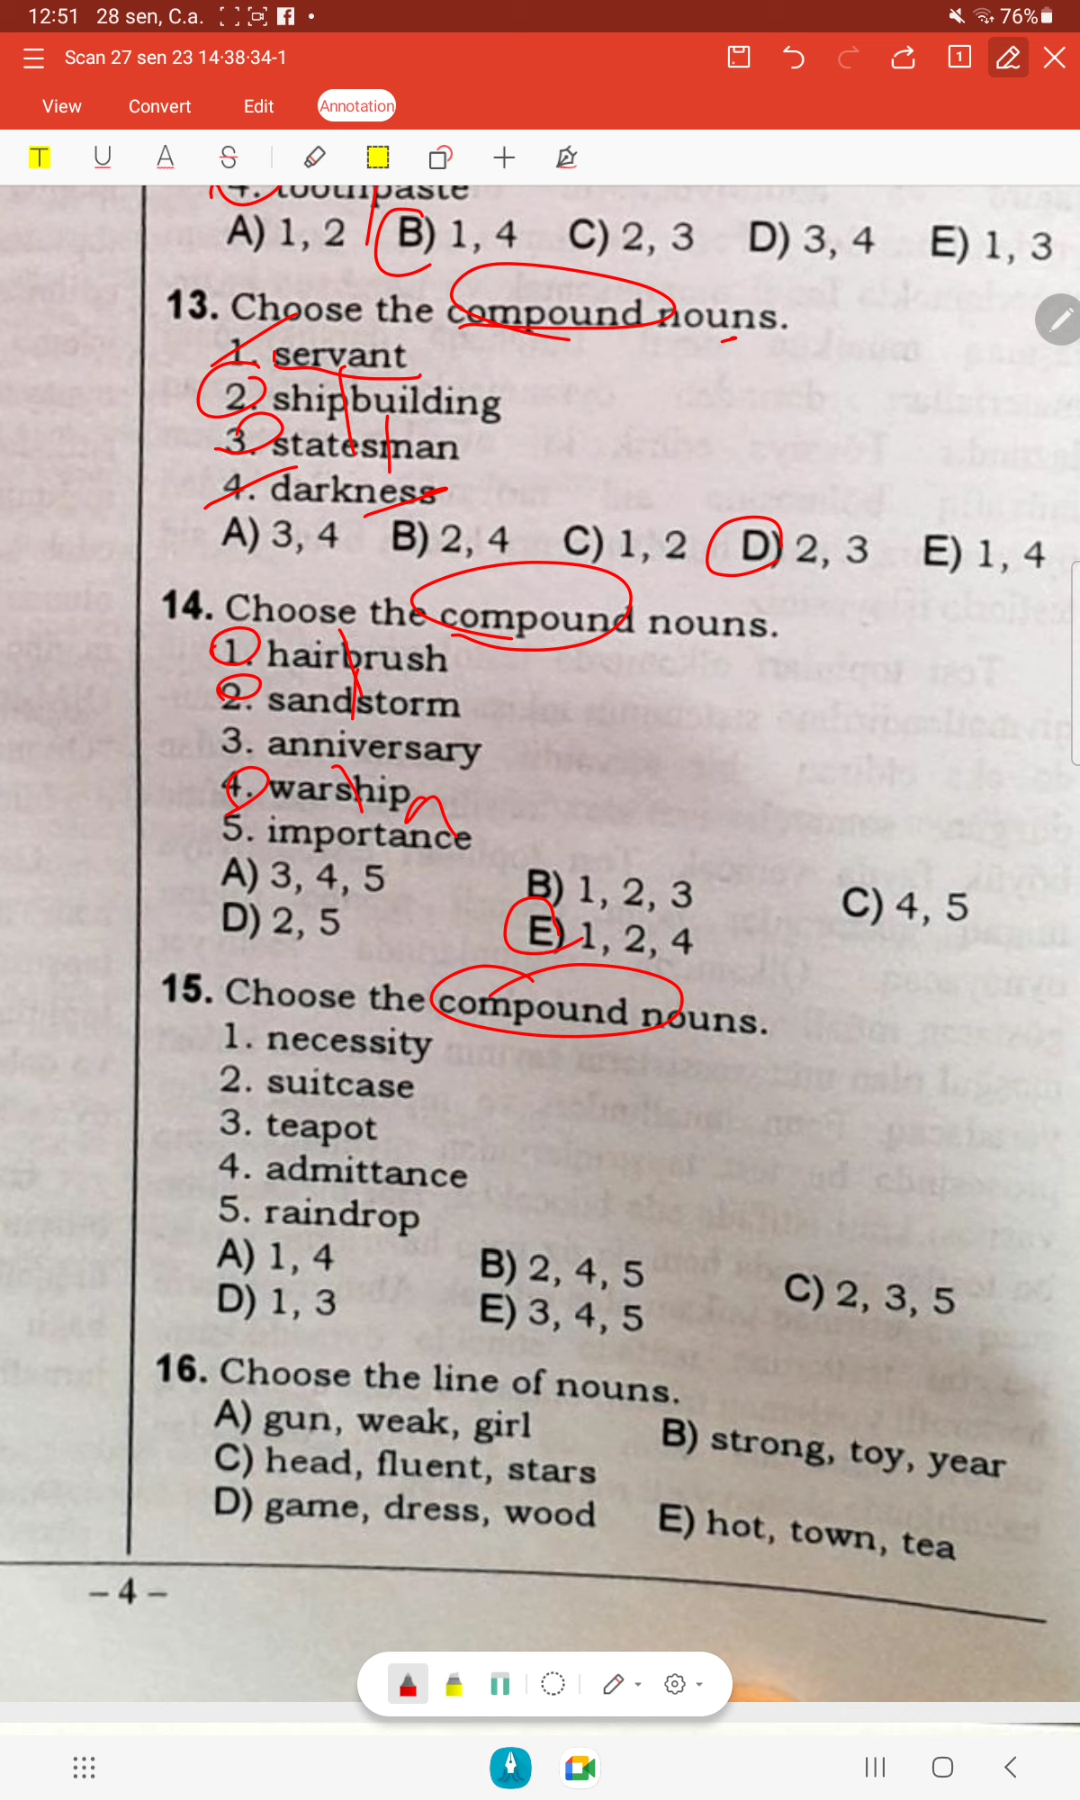 12:51 28 sen, C.a.
76%
Scan 27 sen 23 14-38-34-1
View Convert Edit Annotation
4. toothpaste
A) 1, 2 B) 1, 4 C) 2, 3 D) 3, 4 E) 1, 3
13. Choose the compound nouns.
1. servant
2. shipbuilding
3. statesman
4. darkness
A) 3, 4 B) 2, 4 C) 1, 2 D) 2, 3 E) 1, 4
14. Choose the compound nouns.
1. hairbrush
2. sandstorm
3. anniversary
4. warship
5. importance
A) 3, 4, 5 B) 1, 2, 3 C) 4, 5
D) 2, 5 E) 1, 2, 4
15. Choose the compound nouns.
1. necessity
2. suitcase
3. teapot
4. admittance
5. raindrop
A) 1, 4 B) 2, 4, 5 C) 2, 3, 5
D) 1, 3 E) 3, 4, 5
16. Choose the line of nouns.
A) gun, weak, girl B) strong, toy, year
C) head, fluent, stars
D) game, dress, wood E) hot, town, tea
– 4 –